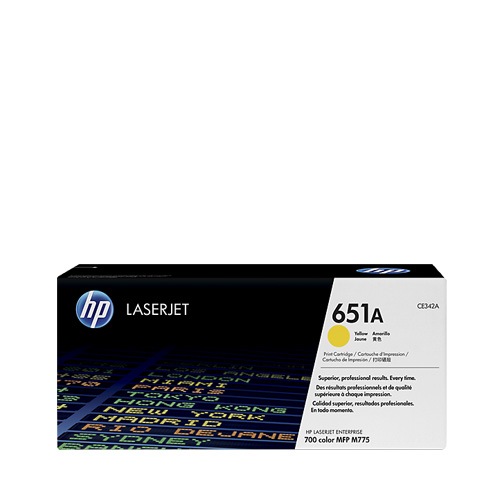 hp
LASERJET
651A
CE342A
Yellow Amarillo
Jaune 黄色
Print Cartridge / Cartouche d'Impression /
Cartucho de Impresión / 打印硒鼓
Superior, professional results. Every time.
Des résultats professionnels et de qualité
supérieure à chaque impression.
Calidad superior, resultados profesionales.
En todo momento.
HP LASERJET ENTERPRISE
700 color MFP M775
MIAMI
PARIS
TOKYO
HONG KONG
NEW YORK
RIO DE JANE
SYDNEY